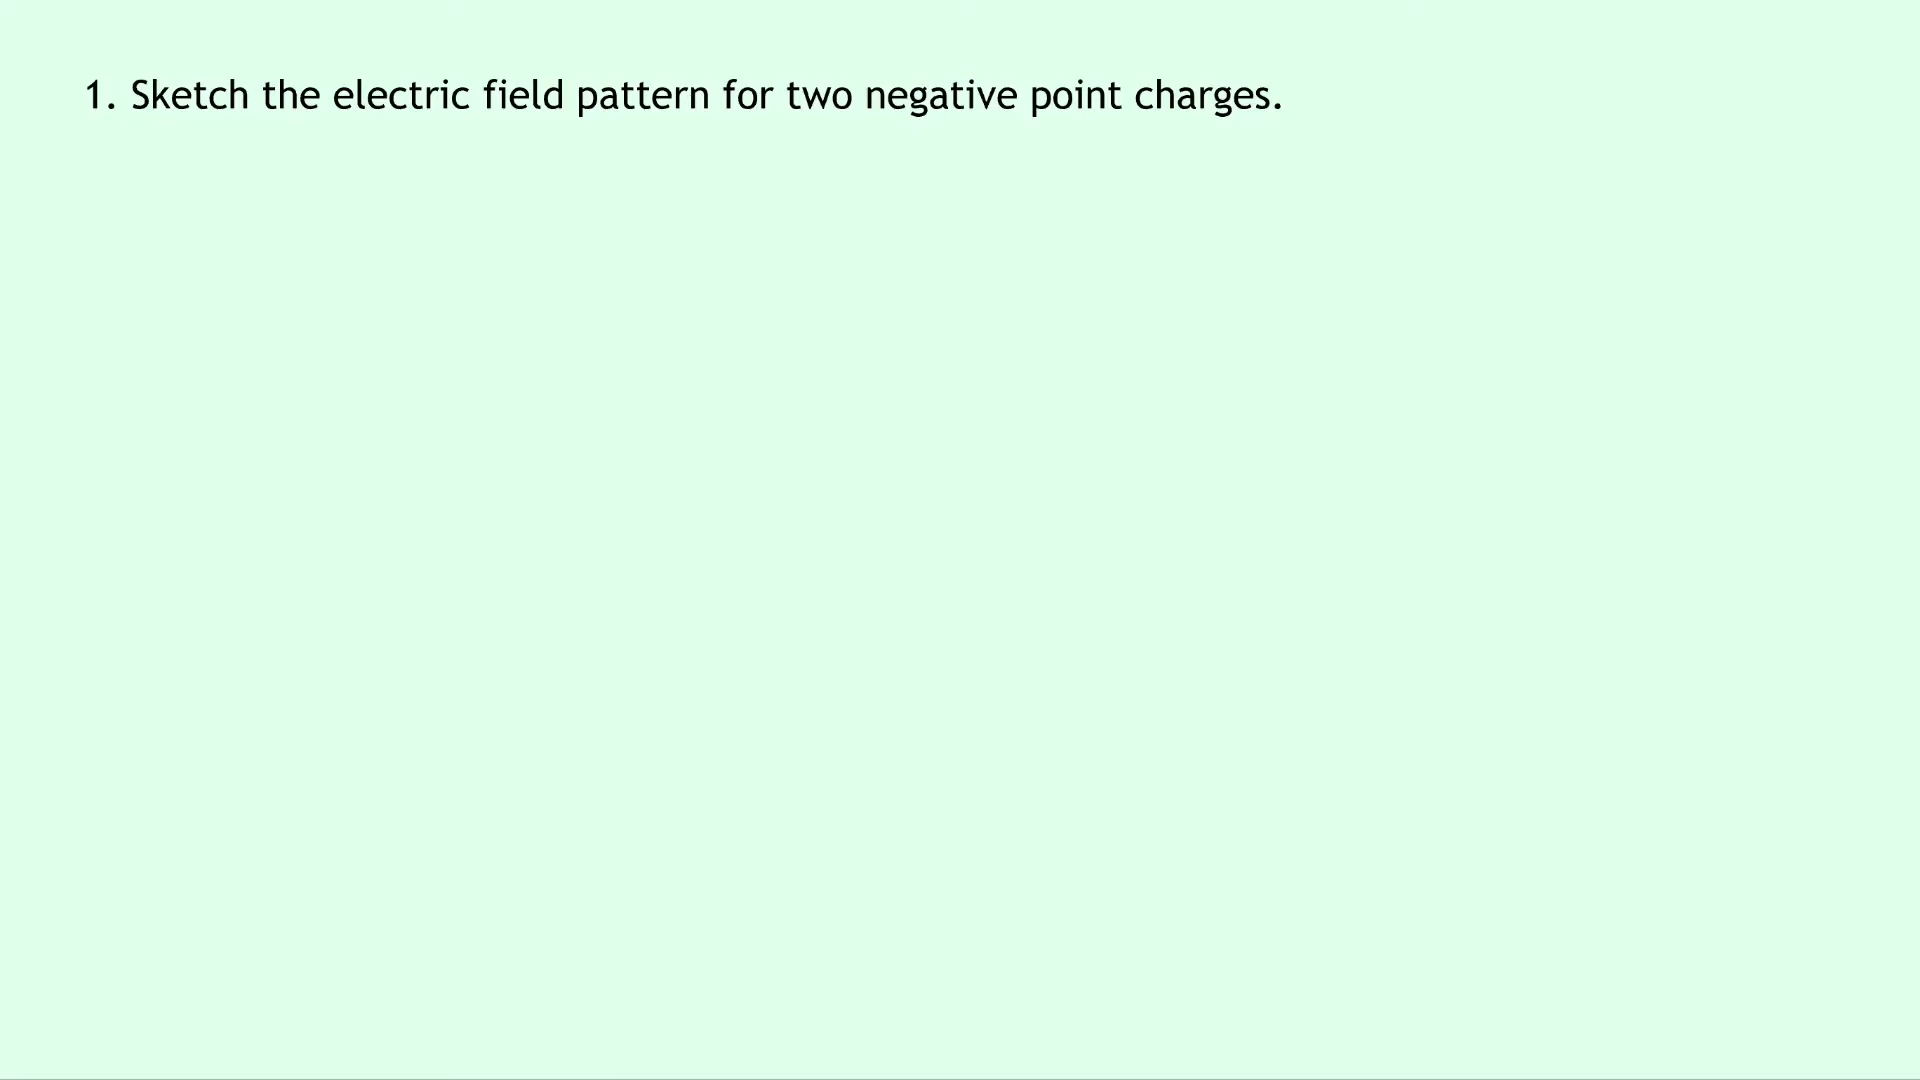 1. Sketch the electric field pattern for two negative point charges.